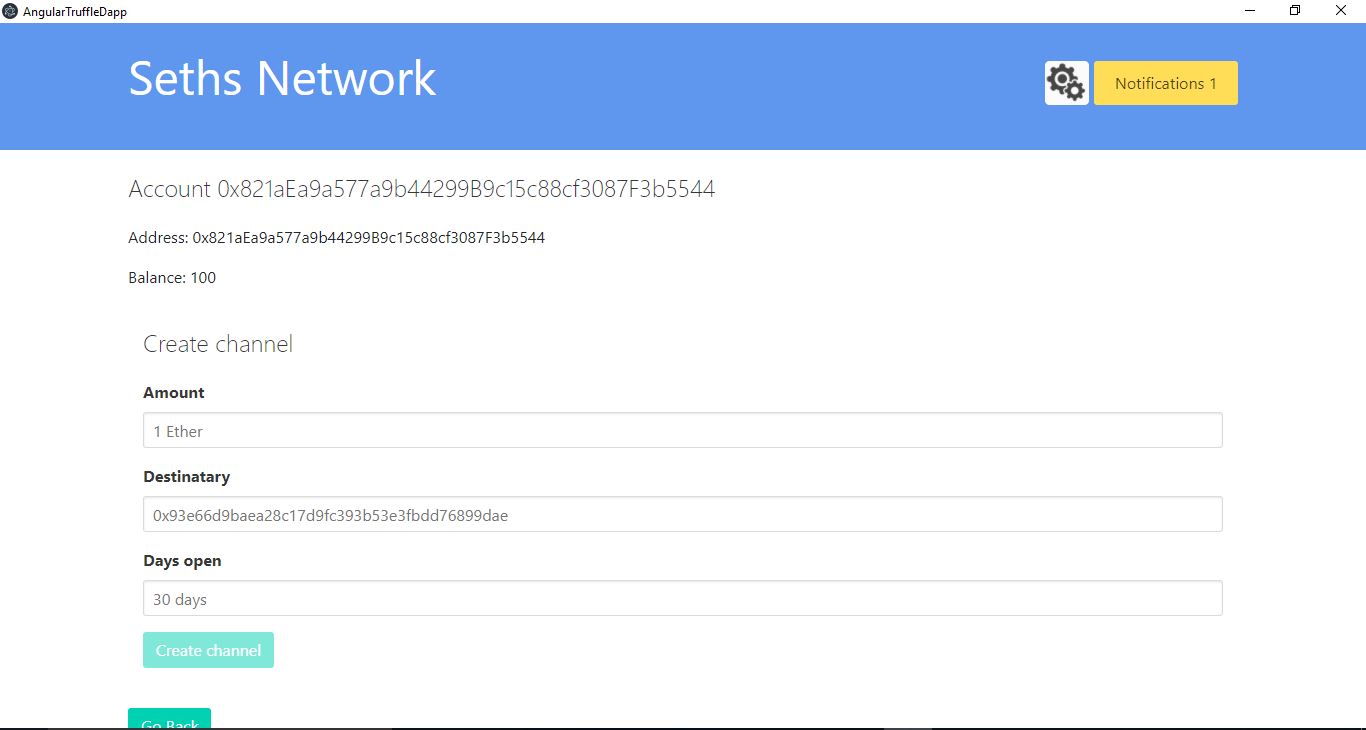 AngularTruffleDapp
Seths Network
Notifications 1
Account 0x821aEa9a577a9b44299B9c15c88cf3087F3b5544
Address: 0x821aEa9a577a9b44299B9c15c88cf3087F3b5544
Balance: 100
Create channel
Amount
1 Ether
Destinatary
0x93e66d9baea28c17d9fc393b53e3fbdd76899dae
Days open
30 days
Create channel
Go Back